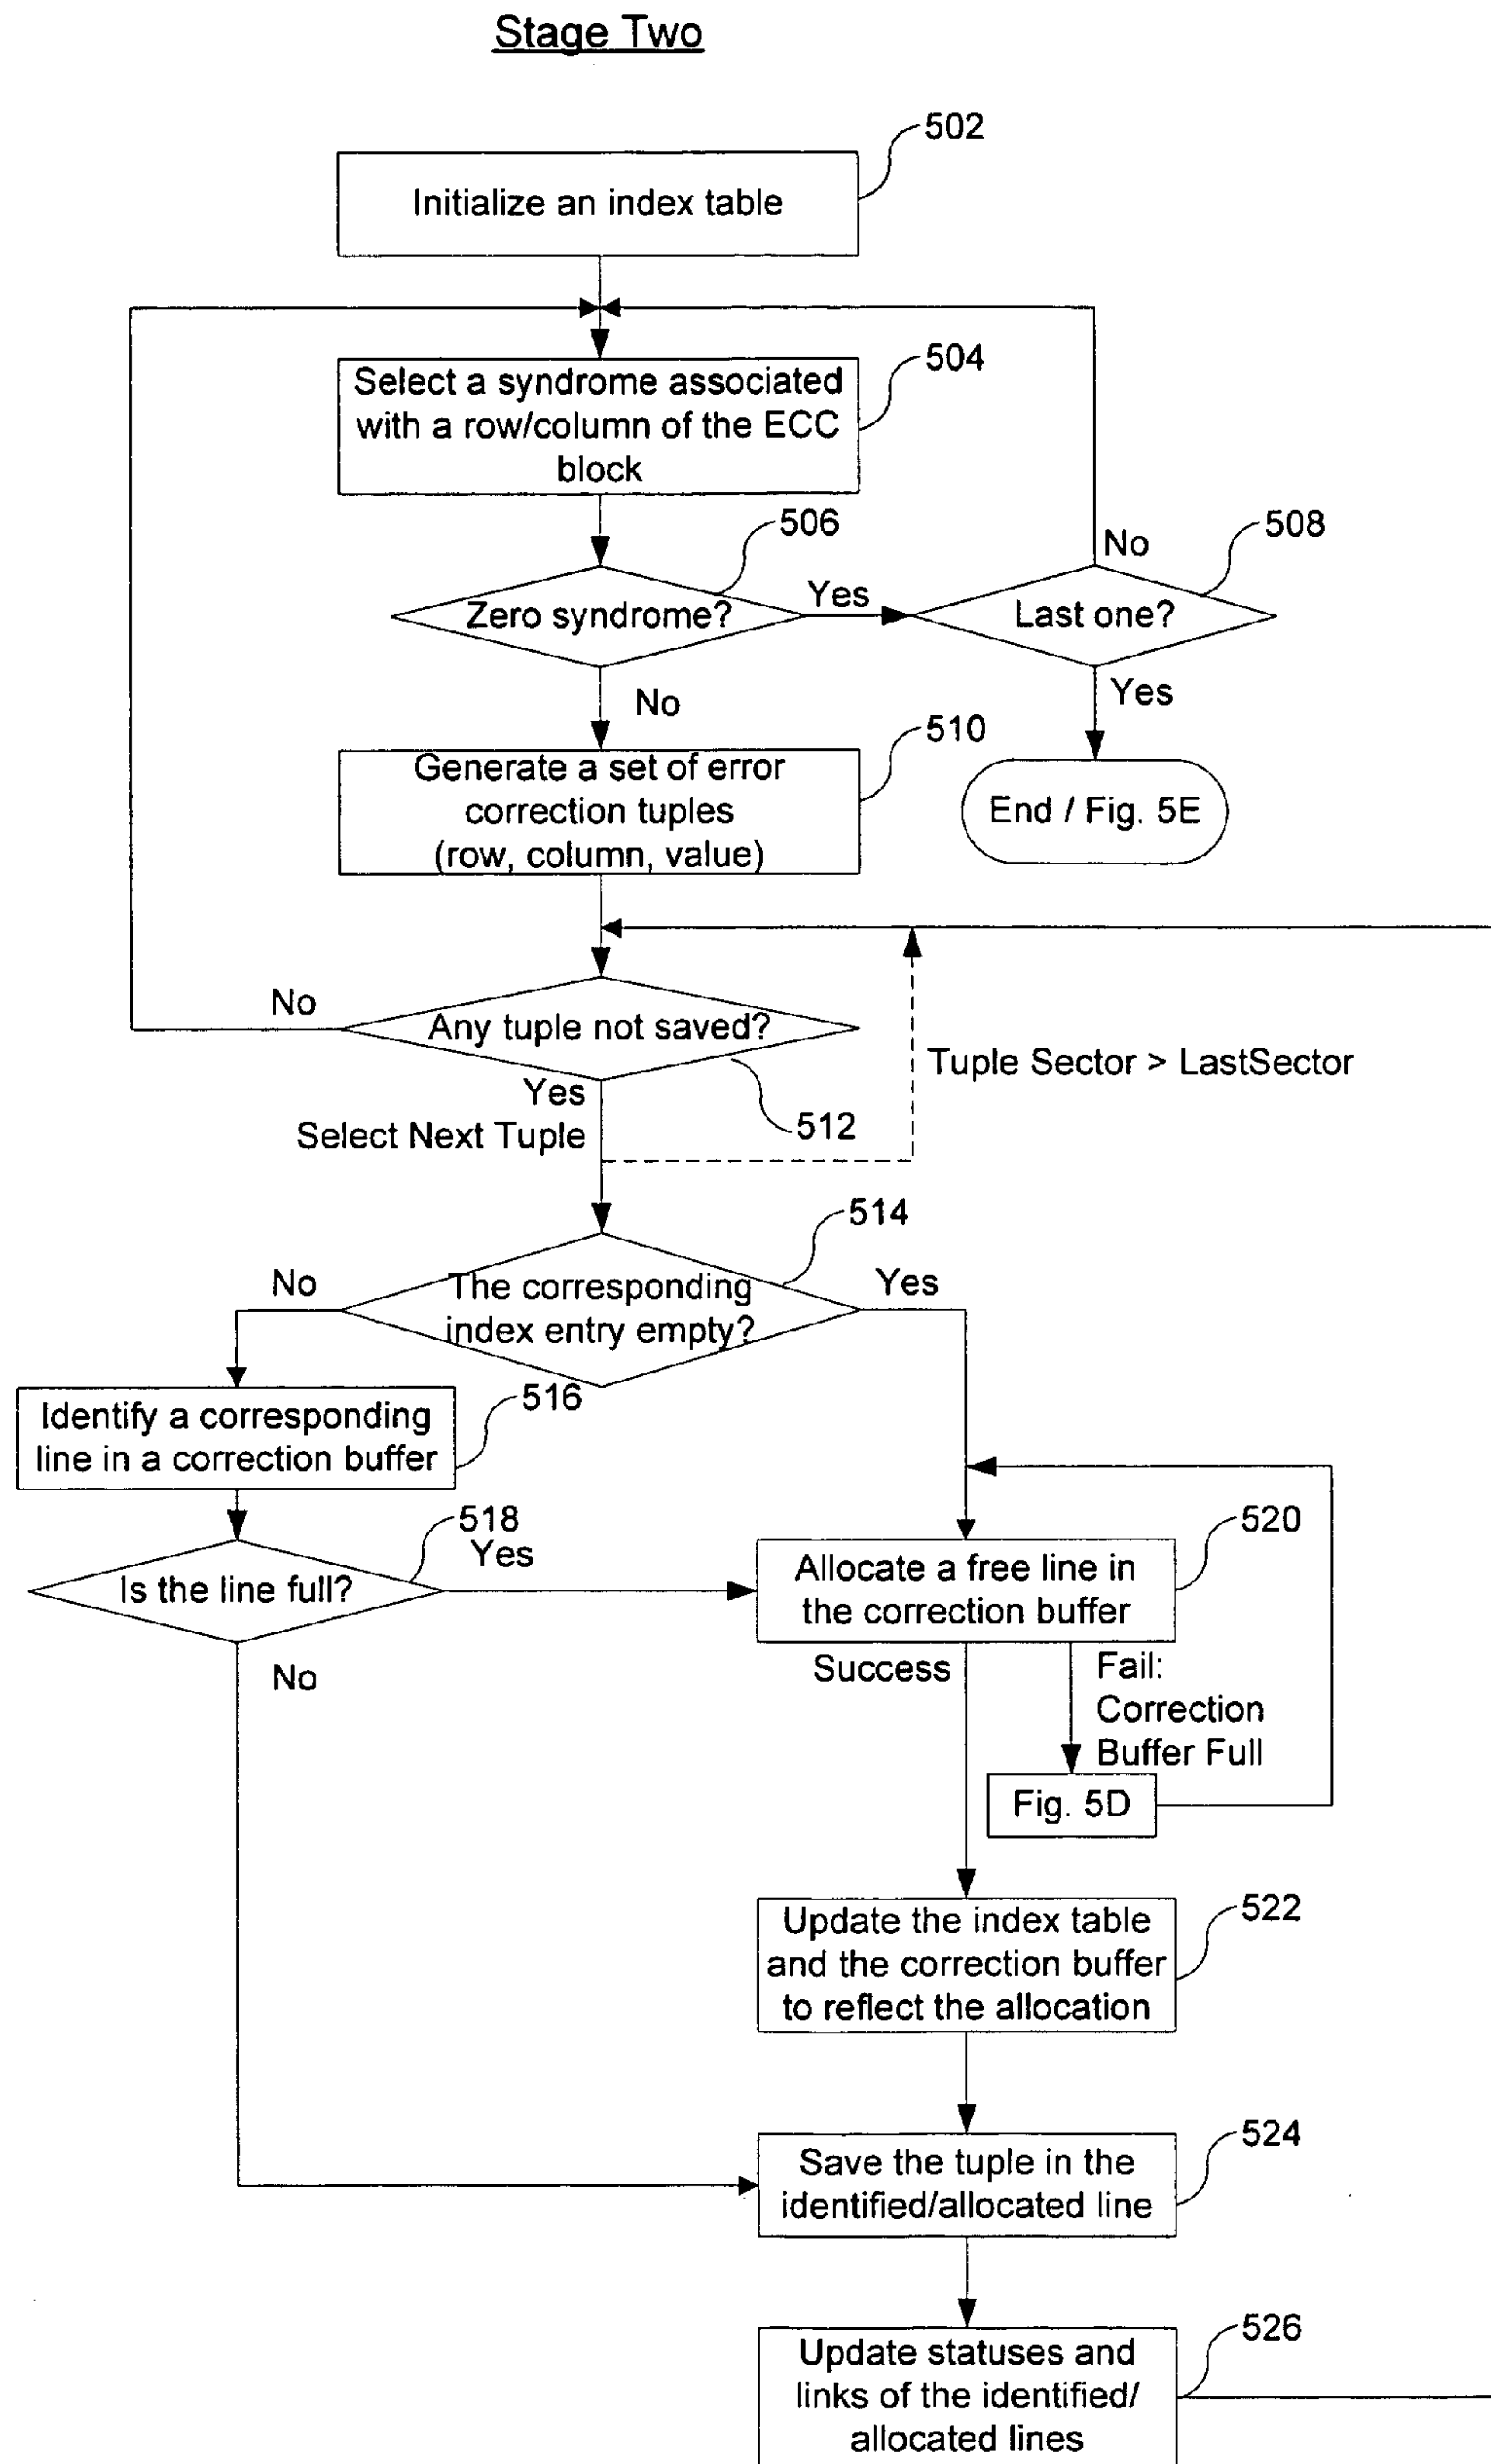 Stage Two
502
Initialize an index table
504
Select a syndrome associated
with a row/column of the ECC
block
506
Zero syndrome?
Yes
508
No
Last one?
No
Yes
510
Generate a set of error
correction tuples
(row, column, value)
End / Fig. 5E
No
Any tuple not saved?
Tuple Sector > LastSector
Yes
Select Next Tuple
512
514
No
The corresponding
index entry empty?
Yes
516
Identify a corresponding
line in a correction buffer
518
Yes
Is the line full?
No
520
Allocate a free line in
the correction buffer
Success
Fail:
Correction
Buffer Full
Fig. 5D
522
Update the index table
and the correction buffer
to reflect the allocation
524
Save the tuple in the
identified/allocated line
526
Update statuses and
links of the identified/
allocated lines